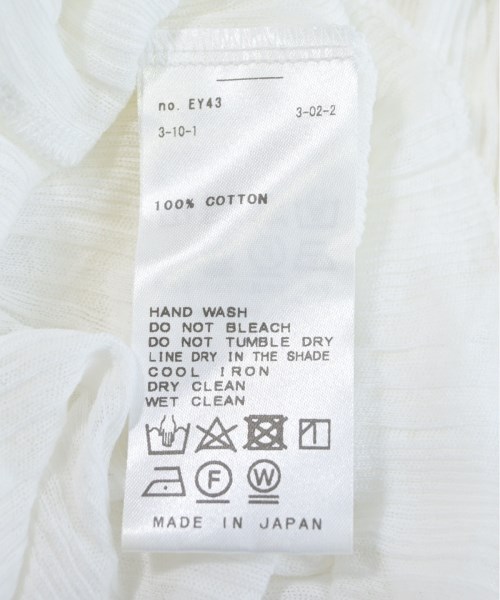 no. EY43
3-02-2
3-10-1
100% COTTON
HAND WASH
DO NOT BLEACH
DO NOT TUMBLE DRY
LINE DRY IN THE SHADE
COOL IRON
DRY CLEAN
WET CLEAN
F W
MADE IN JAPAN